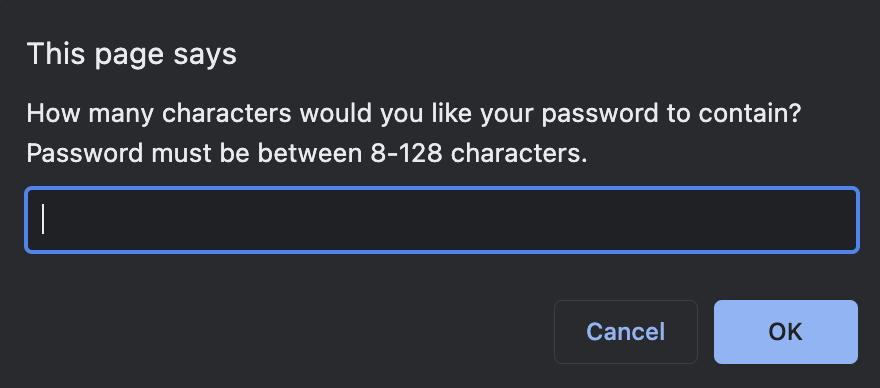 This page says
How many characters would you like your password to contain?
Password must be between 8-128 characters.
Cancel
OK